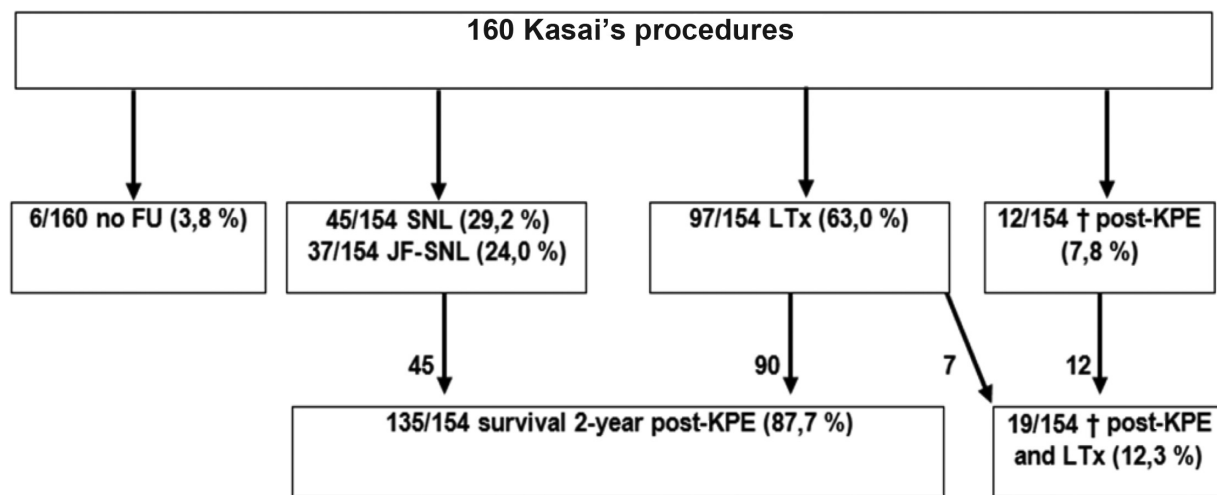 160 Kasai’s procedures
6/160 no FU (3,8 %)
45/154 SNL (29,2 %)
37/154 JF-SNL (24,0 %)
97/154 LTx (63,0 %)
12/154 † post-KPE
(7,8 %)
45
90
7
12
135/154 survival 2-year post-KPE (87,7 %)
19/154 † post-KPE
and LTx (12,3 %)